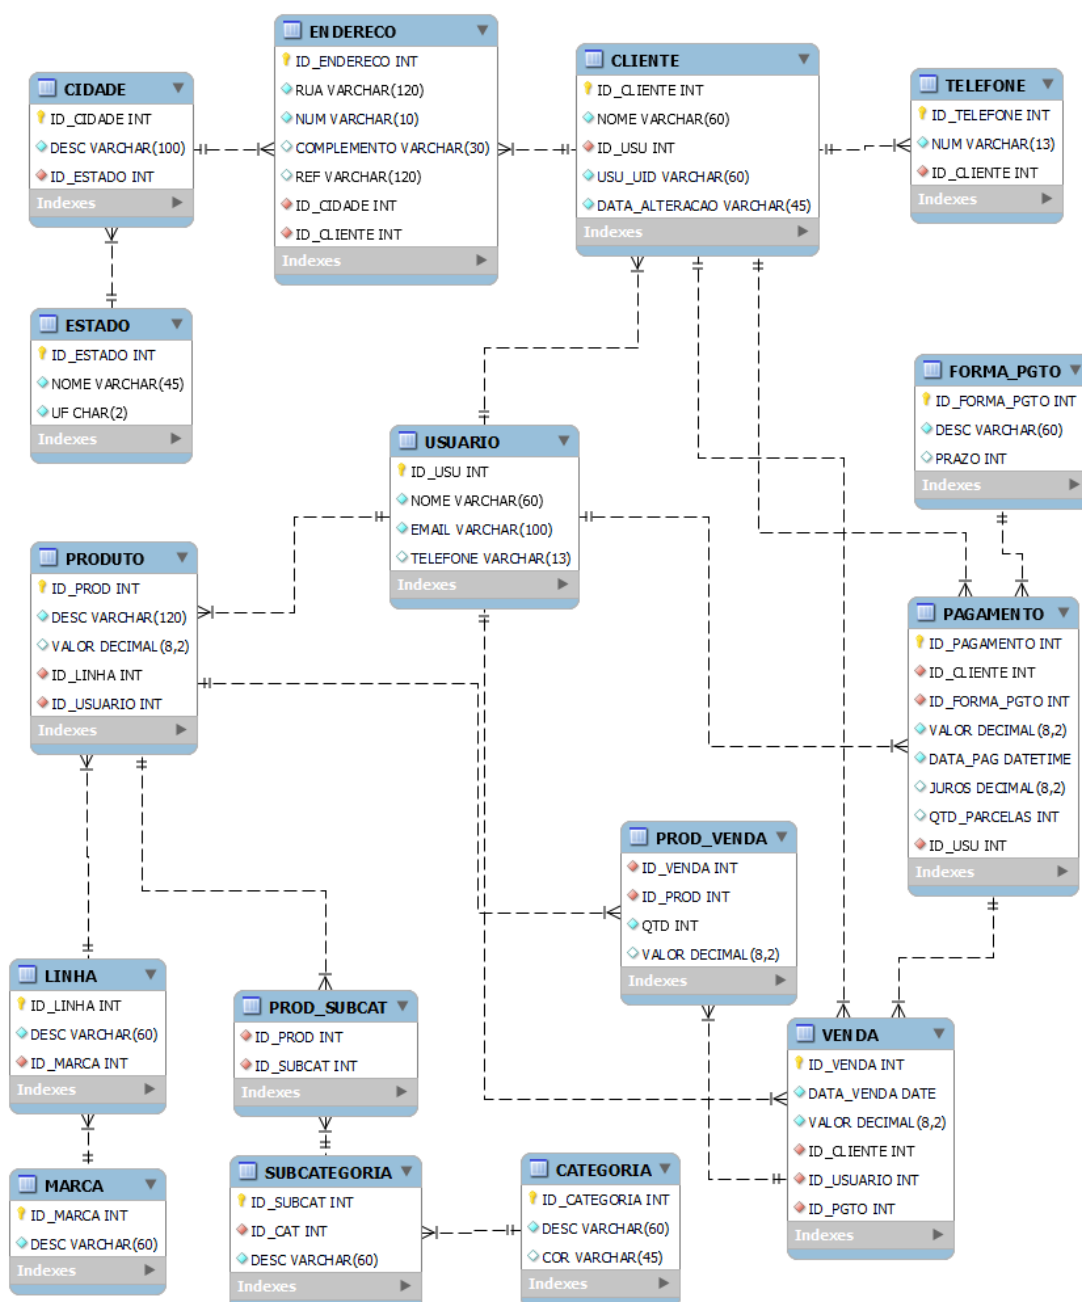 ENDERECO
ID_ENDERECO INT
RUA VARCHAR(120)
NUM VARCHAR(10)
COMPLEMENTO VARCHAR(30)
REF VARCHAR(120)
ID_CIDADE INT
ID_CLIENTE INT
Indexes
CLIENTE
ID_CLIENTE INT
NOME VARCHAR(60)
ID_USU INT
USU_UID VARCHAR(60)
DATA_ALTERACAO VARCHAR(45)
Indexes
CIDADE
ID_CIDADE INT
DESC VARCHAR(100)
ID_ESTADO INT
Indexes
TELEFONE
ID_TELEFONE INT
NUM VARCHAR(13)
ID_CLIENTE INT
Indexes
ESTADO
ID_ESTADO INT
NOME VARCHAR(45)
UF CHAR(2)
Indexes
FORMA_PGTO
ID_FORMA_PGTO INT
DESC VARCHAR(60)
PRAZO INT
Indexes
USUARIO
ID_USU INT
NOME VARCHAR(60)
EMAIL VARCHAR(100)
TELEFONE VARCHAR(13)
Indexes
PRODUTO
ID_PROD INT
DESC VARCHAR(120)
VALOR DECIMAL(8,2)
ID_LINHA INT
ID_USUARIO INT
Indexes
PAGAMENTO
ID_PAGAMENTO INT
ID_CLIENTE INT
ID_FORMA_PGTO INT
VALOR DECIMAL(8,2)
DATA_PAG DATETIME
JUROS DECIMAL(8,2)
QTD_PARCELAS INT
ID_USU INT
Indexes
PROD_VENDA
ID_VENDA INT
ID_PROD INT
QTD INT
VALOR DECIMAL(8,2)
Indexes
LINHA
ID_LINHA INT
DESC VARCHAR(60)
ID_MARCA INT
Indexes
PROD_SUBCAT
ID_PROD INT
ID_SUBCAT INT
Indexes
VENDA
ID_VENDA INT
DATA_VENDA DATE
VALOR DECIMAL(8,2)
ID_CLIENTE INT
ID_USUARIO INT
ID_PGTO INT
Indexes
MARCA
ID_MARCA INT
DESC VARCHAR(60)
Indexes
SUBCATEGORIA
ID_SUBCAT INT
ID_CAT INT
DESC VARCHAR(60)
Indexes
CATEGORIA
ID_CATEGORIA INT
DESC VARCHAR(60)
COR VARCHAR(45)
Indexes